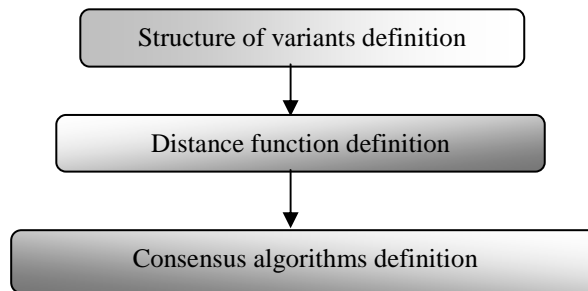 Structure of variants definition
Distance function definition
Consensus algorithms definition